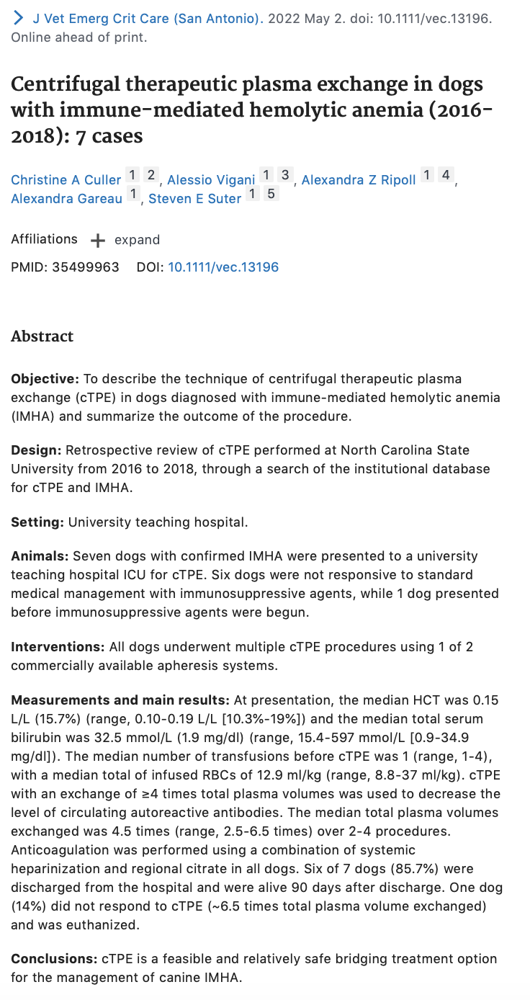 J Vet Emerg Crit Care (San Antonio). 2022 May 2. doi: 10.1111/vec.13196.
Online ahead of print.
Centrifugal therapeutic plasma exchange in dogs
with immune-mediated hemolytic anemia (2016-
2018): 7 cases
Christine A Culler 1 2, Alessio Vigani 1 3, Alexandra Z Ripoll 1 4,
Alexandra Gareau 1, Steven E Suter 1 5
Affiliations + expand
PMID: 35499963 DOI: 10.1111/vec.13196
Abstract
Objective: To describe the technique of centrifugal therapeutic plasma
exchange (cTPE) in dogs diagnosed with immune-mediated hemolytic anemia
(IMHA) and summarize the outcome of the procedure.
Design: Retrospective review of cTPE performed at North Carolina State
University from 2016 to 2018, through a search of the institutional database
for cTPE and IMHA.
Setting: University teaching hospital.
Animals: Seven dogs with confirmed IMHA were presented to a university
teaching hospital ICU for cTPE. Six dogs were not responsive to standard
medical management with immunosuppressive agents, while 1 dog presented
before immunosuppressive agents were begun.
Interventions: All dogs underwent multiple cTPE procedures using 1 of 2
commercially available apheresis systems.
Measurements and main results: At presentation, the median HCT was 0.15
L/L (15.7%) (range, 0.10-0.19 L/L [10.3%-19%]) and the median total serum
bilirubin was 32.5 mmol/L (1.9 mg/dl) (range, 15.4-597 mmol/L [0.9-34.9
mg/dl]). The median number of transfusions before cTPE was 1 (range, 1-4),
with a median total of infused RBCs of 12.9 ml/kg (range, 8.8-37 ml/kg). cTPE
with an exchange of ≥4 times total plasma volumes was used to decrease the
level of circulating autoreactive antibodies. The median total plasma volumes
exchanged was 4.5 times (range, 2.5-6.5 times) over 2-4 procedures.
Anticoagulation was performed using a combination of systemic
heparinization and regional citrate in all dogs. Six of 7 dogs (85.7%) were
discharged from the hospital and were alive 90 days after discharge. One dog
(14%) did not respond to cTPE (~6.5 times total plasma volume exchanged)
and was euthanized.
Conclusions: cTPE is a feasible and relatively safe bridging treatment option
for the management of canine IMHA.